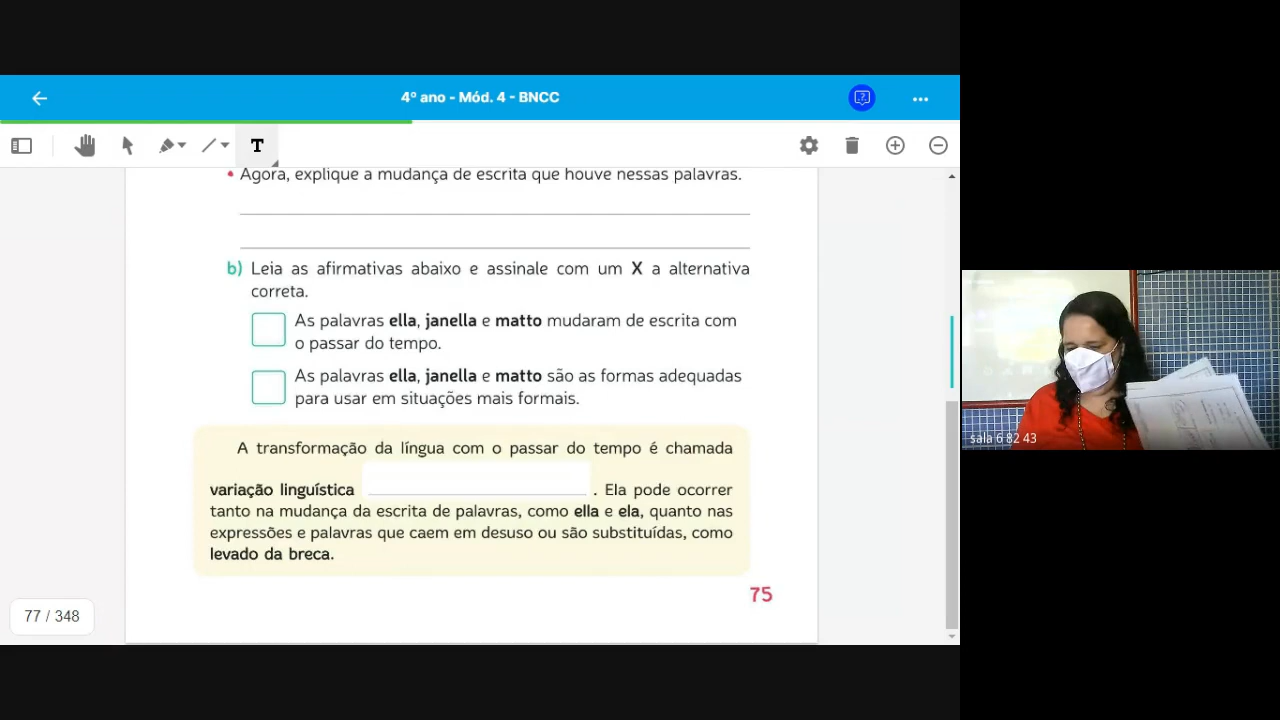 4º ano - Mód. 4 - BNCC
T
• Agora, explique a mudança de escrita que houve nessas palavras.
b) Leia as afirmativas abaixo e assinale com um X a alternativa
correta.
As palavras ella, janella e matto mudaram de escrita com
o passar do tempo.
As palavras ella, janella e matto são as formas adequadas
para usar em situações mais formais.
A transformação da língua com o passar do tempo é chamada
variação linguística . Ela pode ocorrer
tanto na mudança da escrita de palavras, como ella e ela, quanto nas
expressões e palavras que caem em desuso ou são substituídas, como
levado da breca.
75
77 / 348
sala 6 82 43